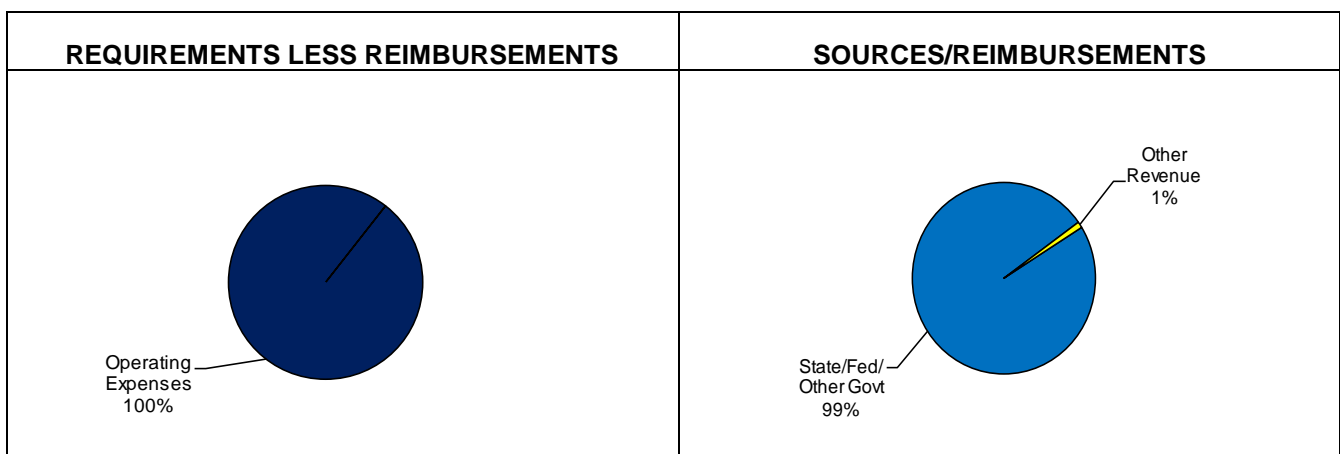 REQUIREMENTS LESS REIMBURSEMENTS
SOURCES/REIMBURSEMENTS
Operating
Expenses
100%
Other
Revenue
1%
State/Fed/
Other Govt
99%